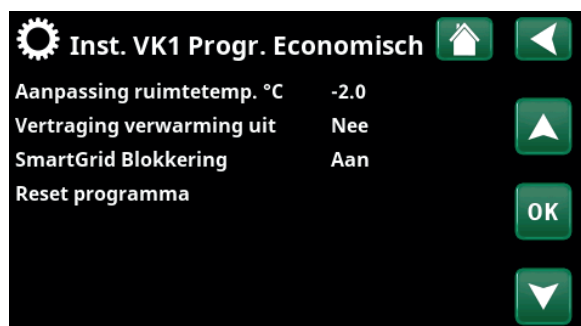 Inst. VK1 Progr. Economisch
Aanpassing ruimtetemp. °C -2.0
Vertraging verwarming uit Nee
SmartGrid Blokkering Aan
Reset programma
OK